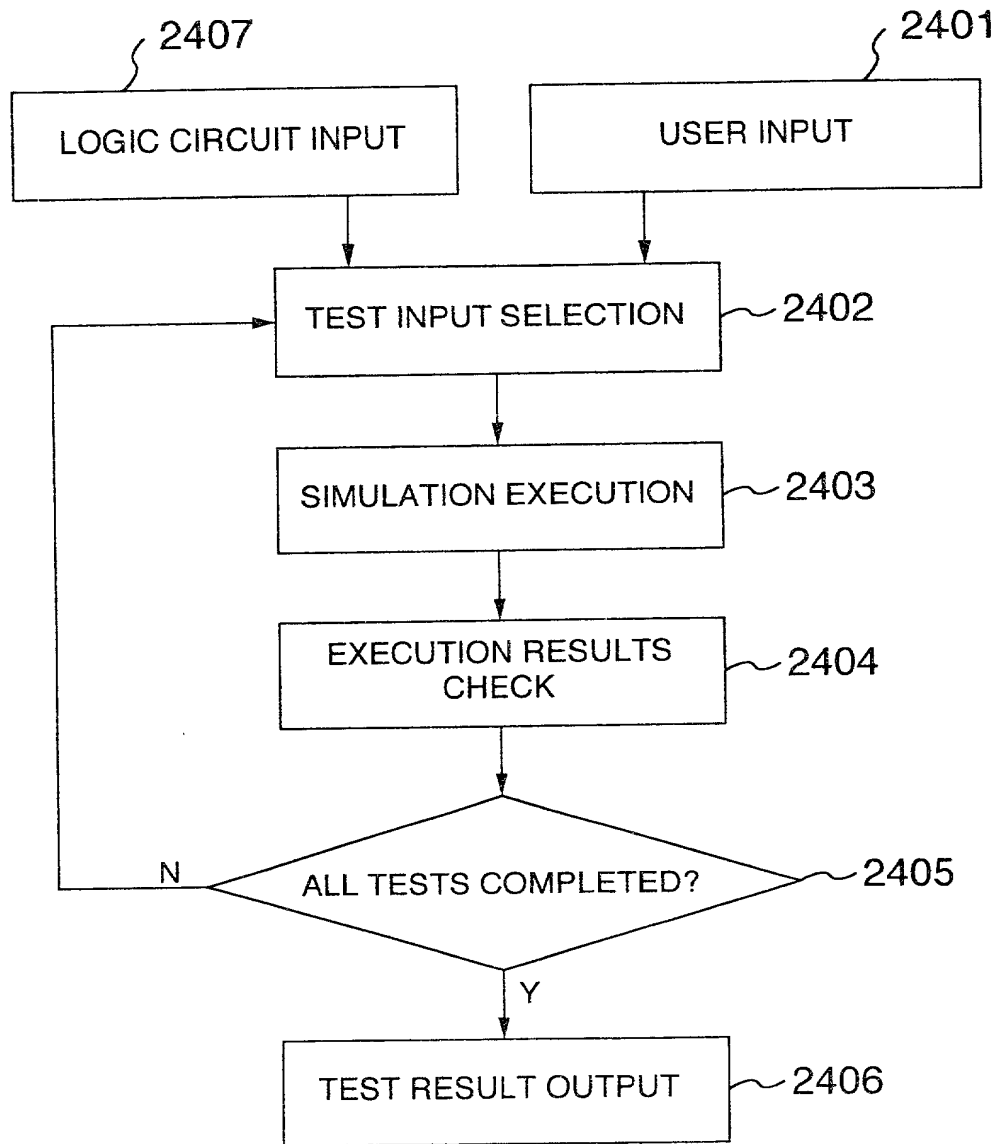 2407
2401
LOGIC CIRCUIT INPUT
USER INPUT
TEST INPUT SELECTION
2402
SIMULATION EXECUTION
2403
EXECUTION RESULTS
CHECK
2404
N
ALL TESTS COMPLETED?
2405
Y
TEST RESULT OUTPUT
2406